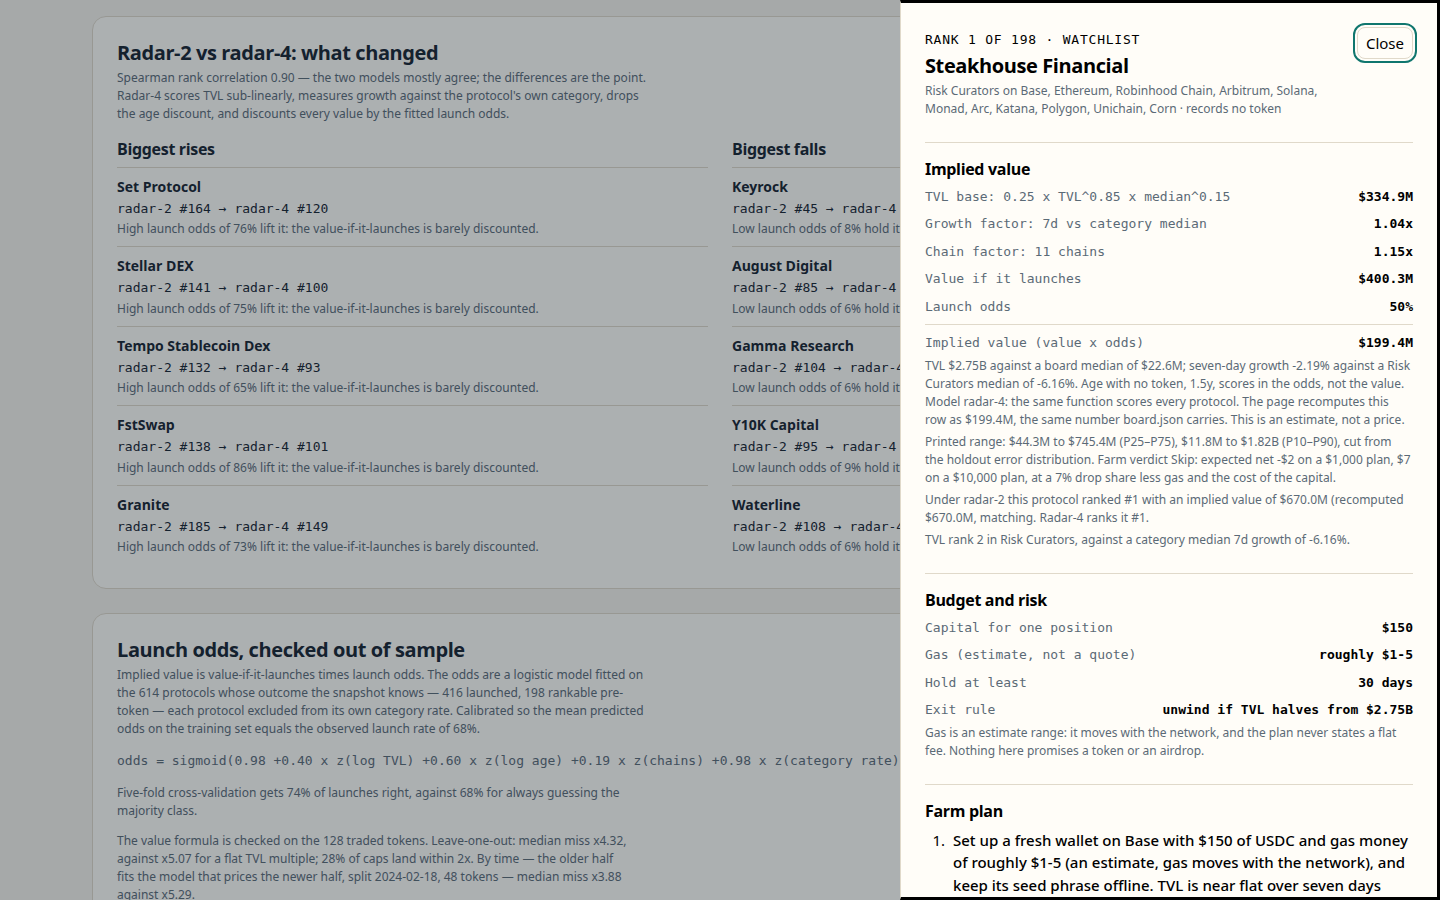 Radar-2 vs radar-4: what changed
Spearman rank correlation 0.90 — the two models mostly agree; the differences are the point.
Radar-4 scores TVL sub-linearly, measures growth against the protocol's own category, drops
the age discount, and discounts every value by the fitted launch odds.
Biggest rises
Set Protocol
radar-2 #164 → radar-4 #120
High launch odds of 76% lift it: the value-if-it-launches is barely discounted.
Stellar DEX
radar-2 #141 → radar-4 #100
High launch odds of 75% lift it: the value-if-it-launches is barely discounted.
Tempo Stablecoin Dex
radar-2 #132 → radar-4 #93
High launch odds of 65% lift it: the value-if-it-launches is barely discounted.
FstSwap
radar-2 #138 → radar-4 #101
High launch odds of 86% lift it: the value-if-it-launches is barely discounted.
Granite
radar-2 #185 → radar-4 #149
High launch odds of 73% lift it: the value-if-it-launches is barely discounted.
Biggest falls
Keyrock
radar-2 #45 → radar-4
Low launch odds of 8% hold it
August Digital
radar-2 #85 → radar-4
Low launch odds of 6% hold it
Gamma Research
radar-2 #104 → radar-4
Low launch odds of 6% hold it
Y10K Capital
radar-2 #95 → radar-4
Low launch odds of 9% hold it
Waterline
radar-2 #108 → radar-4
Low launch odds of 6% hold it
Launch odds, checked out of sample
Implied value is value-if-it-launches times launch odds. The odds are a logistic model fitted on
the 614 protocols whose outcome the snapshot knows — 416 launched, 198 rankable pre-
token — each protocol excluded from its own category rate. Calibrated so the mean predicted
odds on the training set equals the observed launch rate of 68%.
odds = sigmoid(0.98 +0.40 x z(log TVL) +0.60 x z(log age) +0.19 x z(chains) +0.98 x z(category rate)
Five-fold cross-validation gets 74% of launches right, against 68% for always guessing the
majority class.
The value formula is checked on the 128 traded tokens. Leave-one-out: median miss x4.32,
against x5.07 for a flat TVL multiple; 28% of caps land within 2x. By time — the older half
fits the model that prices the newer half, split 2024-02-18, 48 tokens — median miss x3.88
against x5.29.
RANK 1 OF 198 · WATCHLIST
Close
Steakhouse Financial
Risk Curators on Base, Ethereum, Robinhood Chain, Arbitrum, Solana,
Monad, Arc, Katana, Polygon, Unichain, Corn · records no token
Implied value
TVL base: 0.25 x TVL^0.85 x median^0.15 $334.9M
Growth factor: 7d vs category median 1.04x
Chain factor: 11 chains 1.15x
Value if it launches $400.3M
Launch odds 50%
Implied value (value x odds) $199.4M
TVL $2.75B against a board median of $22.6M; seven-day growth -2.19% against a Risk
Curators median of -6.16%. Age with no token, 1.5y, scores in the odds, not the value.
Model radar-4: the same function scores every protocol. The page recomputes this
row as $199.4M, the same number board.json carries. This is an estimate, not a price.
Printed range: $44.3M to $745.4M (P25–P75), $11.8M to $1.82B (P10–P90), cut from
the holdout error distribution. Farm verdict Skip: expected net -$2 on a $1,000 plan, $7
on a $10,000 plan, at a 7% drop share less gas and the cost of the capital.
Under radar-2 this protocol ranked #1 with an implied value of $670.0M (recomputed
$670.0M, matching. Radar-4 ranks it #1.
TVL rank 2 in Risk Curators, against a category median 7d growth of -6.16%.
Budget and risk
Capital for one position $150
Gas (estimate, not a quote) roughly $1-5
Hold at least 30 days
Exit rule unwind if TVL halves from $2.75B
Gas is an estimate range: it moves with the network, and the plan never states a flat
fee. Nothing here promises a token or an airdrop.
Farm plan
1. Set up a fresh wallet on Base with $150 of USDC and gas money
of roughly $1-5 (an estimate, gas moves with the network), and
keep its seed phrase offline. TVL is near flat over seven days